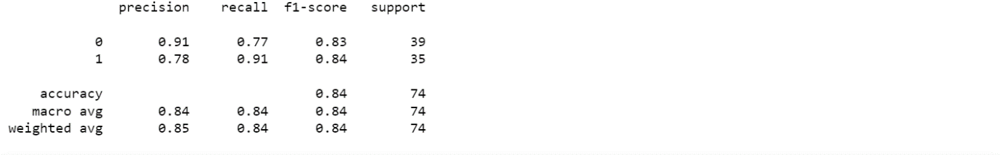 precision recall f1-score support
0 0.91 0.77 0.83 39
1 0.78 0.91 0.84 35
accuracy 0.84 74
macro avg 0.84 0.84 0.84 74
weighted avg 0.85 0.84 0.84 74